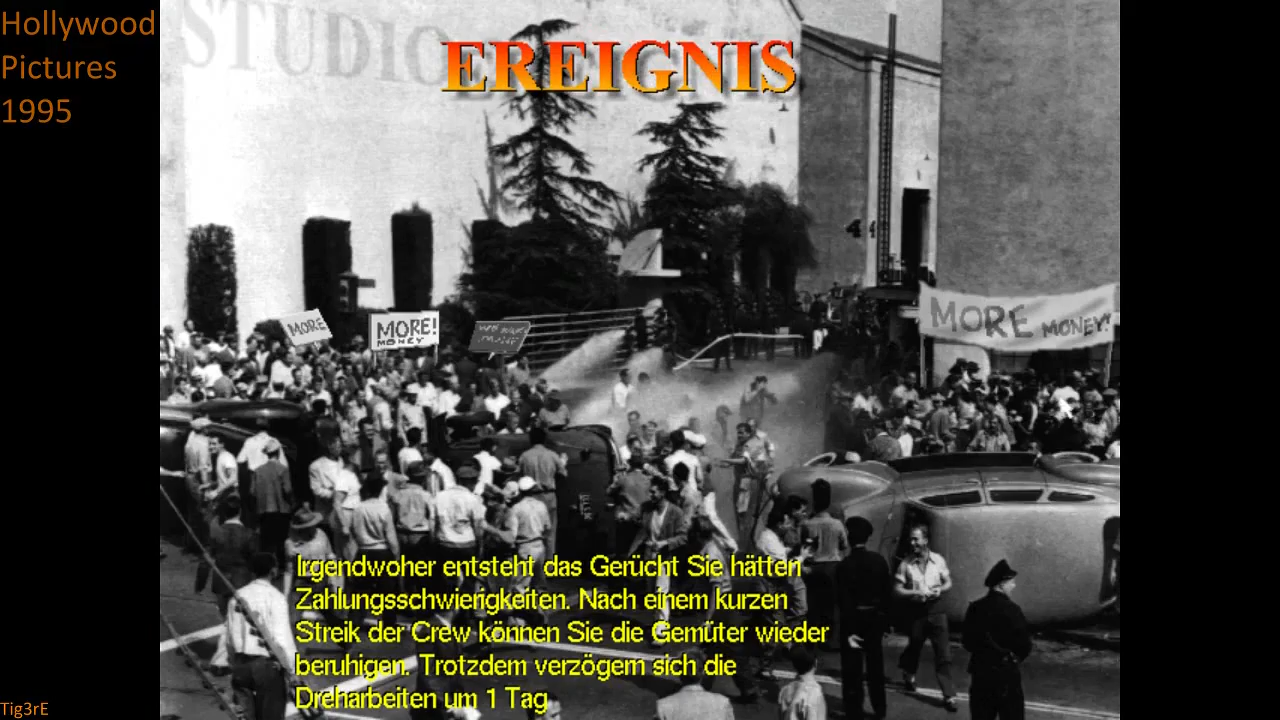 Hollywood
Pictures
1995
STUDIO
EREIGNIS
MORE
MORE!
MONEY
MORE MONEY!
Irgendwoher entsteht das Gerücht Sie hätten
Zahlungsschwierigkeiten. Nach einem kurzen
Streik der Crew können Sie die Gemüter wieder
beruhigen. Trotzdem verzögern sich die
Dreharbeiten um 1 Tag
Tig3rE